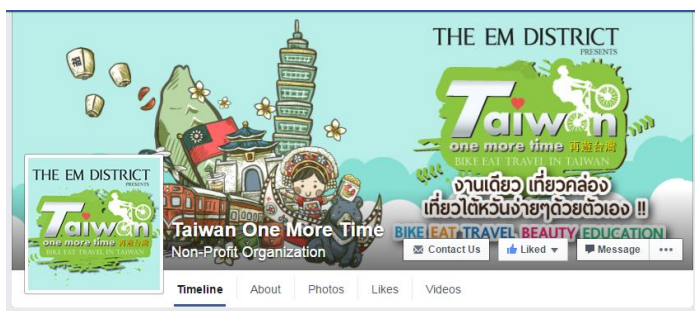 福
THE EM DISTRICT
PRESENTS
Taiwan
one more time 再遊台灣
BIKE EAT TRAVEL IN TAIWAN
งานเดียว เที่ยวคล่อง
เที่ยวไต้หวันง่ายๆด้วยตัวเอง !!
BIKE EAT TRAVEL BEAUTY EDUCATION
THE EM DISTRICT
PRESENTS
Taiwan
one more time 再遊台灣
BIKE EAT TRAVEL IN TAIWAN
Taiwan One More Time
Non-Profit Organization
Contact Us
Liked
Message
Timeline About Photos Likes Videos